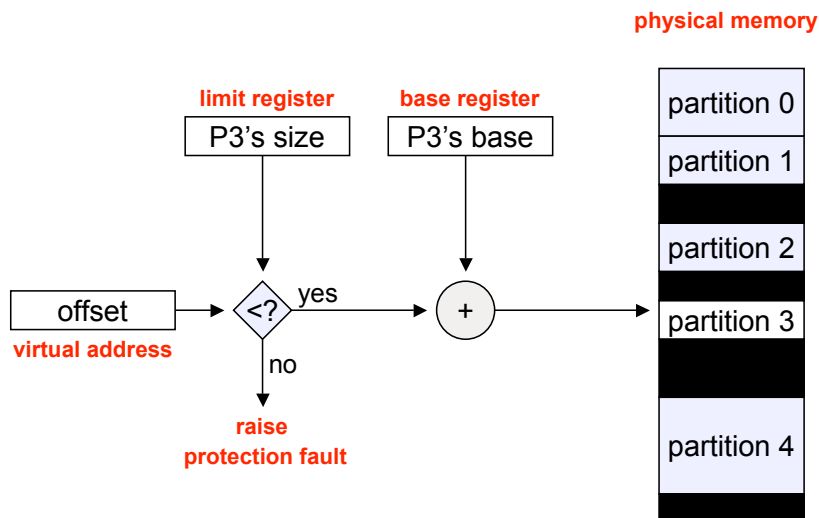 physical memory
limit register
base register
P3's size
P3's base
partition 0
partition 1
partition 2
partition 3
partition 4
offset
virtual address
<?
yes
+
no
raise
protection fault